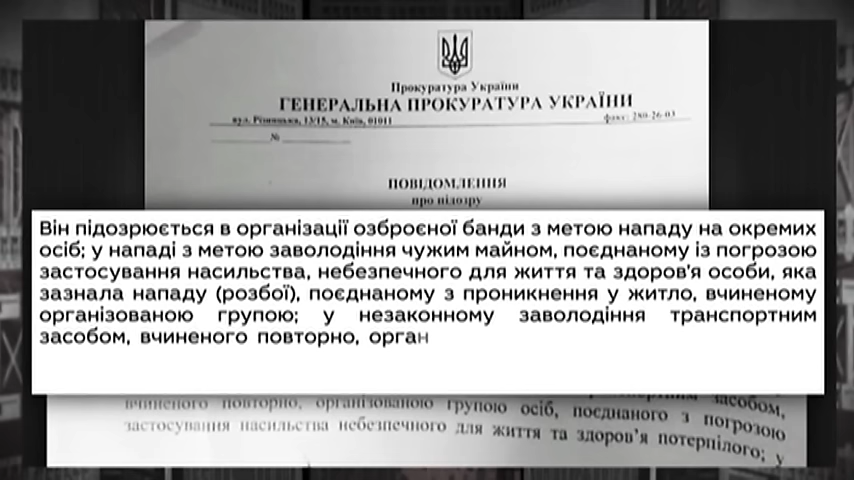 Прокуратура України
ГЕНЕРАЛЬНА ПРОКУРАТУРА УКРАЇНИ
вул. Різницька, 13/15, м. Київ, 01011
факс: 280-26-03
№
ПОВІДОМЛЕННЯ
про підозру
Він підозрюється в організації озброєної банди з метою нападу на окремих
осіб; у нападі з метою заволодіння чужим майном, поєднаному із погрозою
застосування насильства, небезпечного для життя та здоров'я особи, яка
зазнала нападу (розбої), поєднаному з проникнення у житло, вчиненому
організованою групою; у незаконному заволодіння транспортним
засобом, вчиненого повторно, орган
засобом,
вчиненого повторно, організованою групою осіб, поєднаного з погрозою
застосування насильства небезпечного для життя та здоров'я потерпілого; у